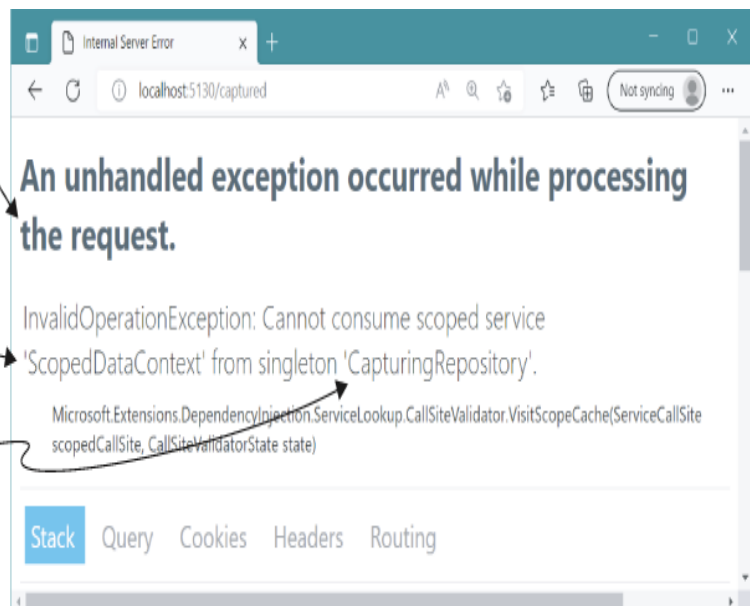 Internal Server Error
localhost:5130/captured
Not syncing
An unhandled exception occurred while processing
the request.
InvalidOperationException: Cannot consume scoped service
'ScopedDataContext' from singleton 'CapturingRepository'.
Microsoft.Extensions.DependencyInjection.ServiceLookup.CallSiteValidator.VisitScopeCache(ServiceCallSite
scopedCallSite, CallSiteValidatorState state)
Stack Query Cookies Headers Routing